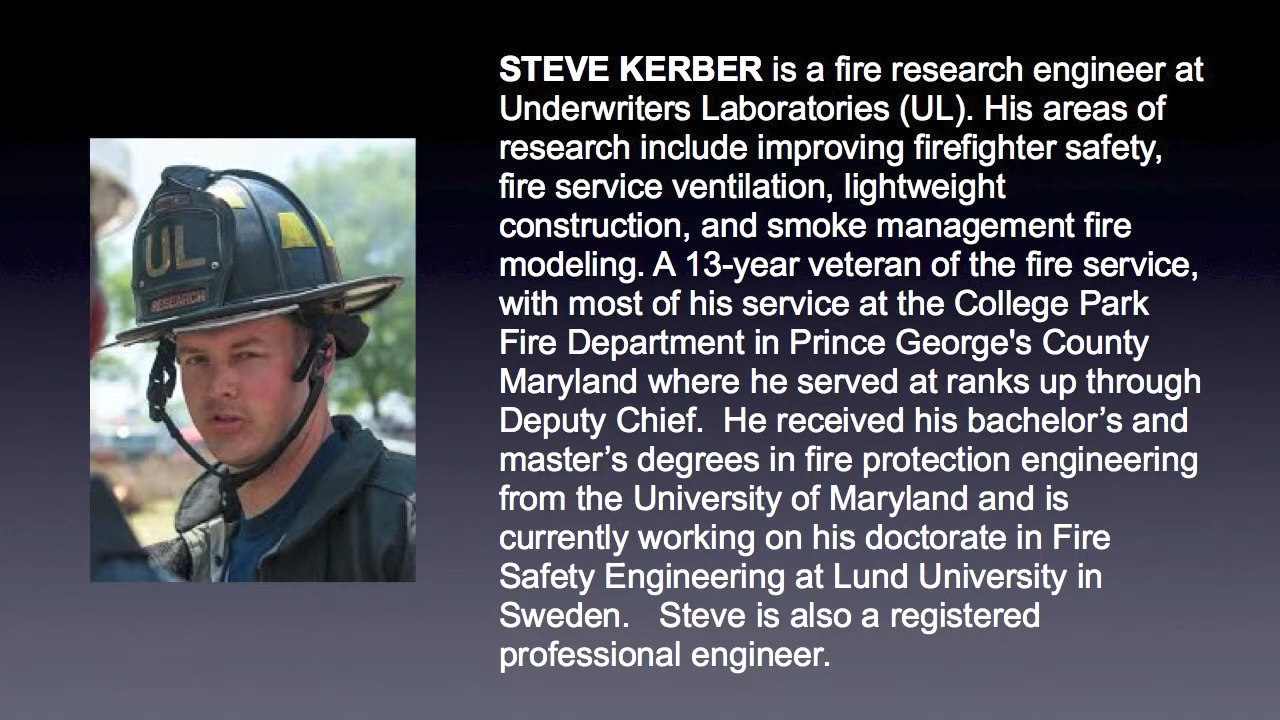 STEVE KERBER is a fire research engineer at
Underwriters Laboratories (UL). His areas of
research include improving firefighter safety,
fire service ventilation, lightweight
construction, and smoke management fire
modeling. A 13-year veteran of the fire service,
with most of his service at the College Park
Fire Department in Prince George's County
Maryland where he served at ranks up through
Deputy Chief.  He received his bachelor’s and
master’s degrees in fire protection engineering
from the University of Maryland and is
currently working on his doctorate in Fire
Safety Engineering at Lund University in
Sweden.   Steve is also a registered
professional engineer.
UL
RESEARCH